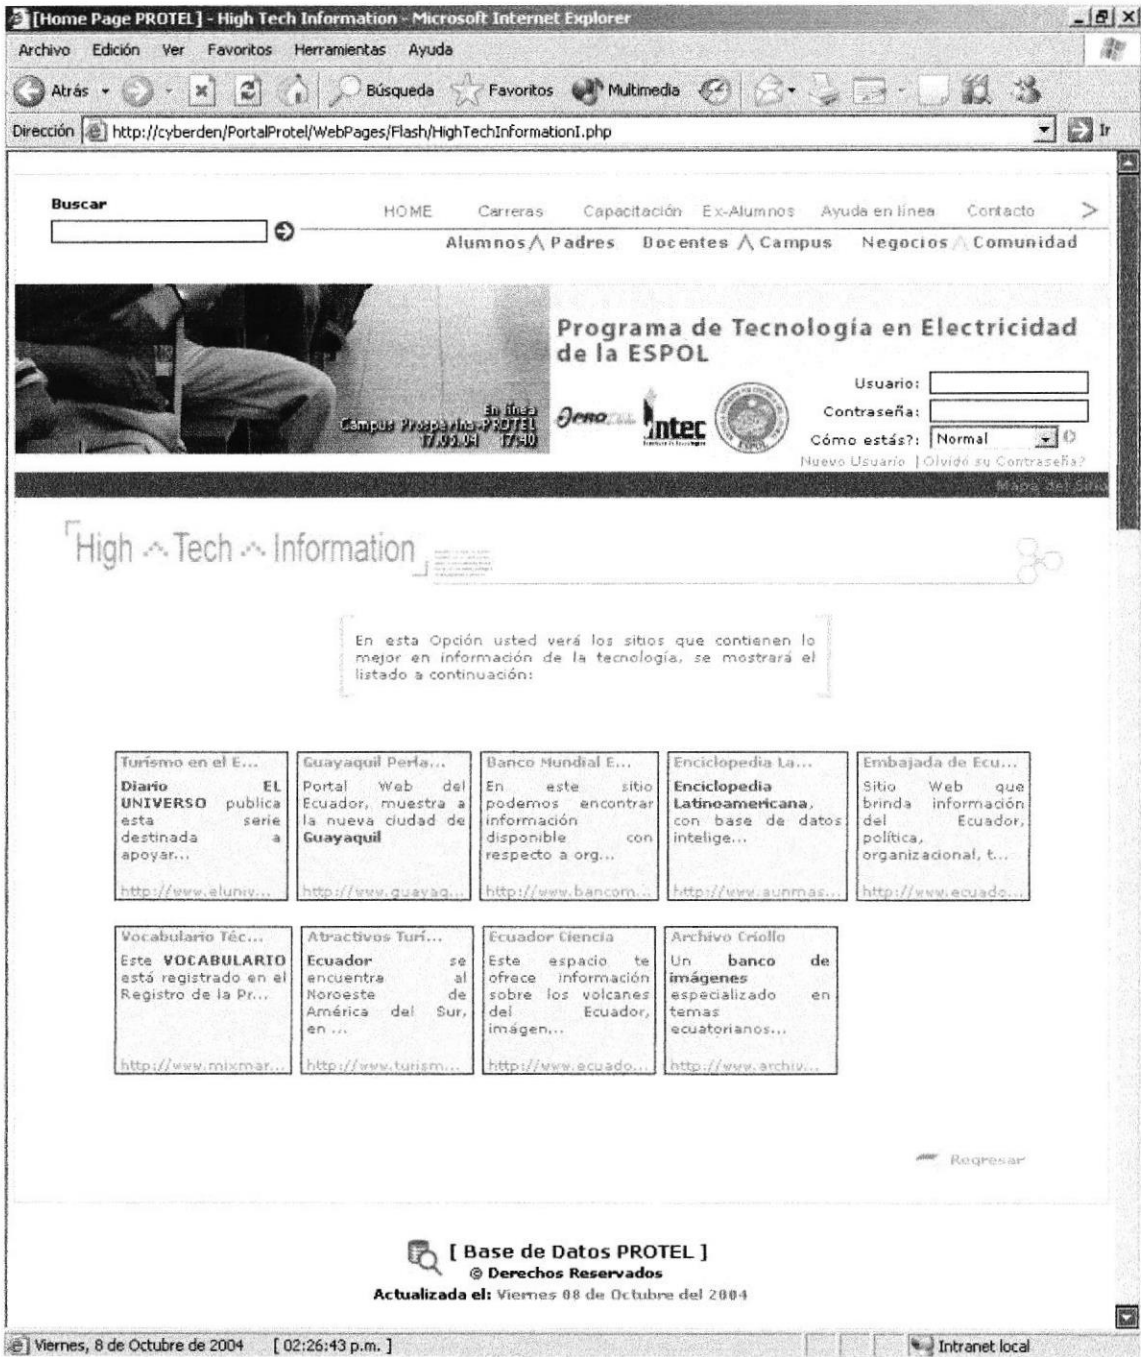 [Home Page PROTEL] - High Tech Information - Microsoft Internet Explorer
Archivo Edición Ver Favoritos Herramientas Ayuda
Atrás Búsqueda Favoritos Multimedia
Dirección http://cyberden/PortalProtel/WebPages/Flash/HighTechInformationI.php Ir
Buscar
HOME Carreras Capacitación Ex-Alumnos Ayuda en línea Contacto >
Alumnos Padres Docentes Campus Negocios Comunidad
Programa de Tecnología en Electricidad
de la ESPOL
En línea
Campus Prosperina-PROTEL
17.05.04 17:40
PROTEL
Intec
ESPOL
Usuario:
Contraseña:
Cómo estás?: Normal
Nuevo Usuario | Olvidó su Contraseña?
Mapa del Sitio
High Tech Information
En esta Opción usted verá los sitios que contienen lo
mejor en información de la tecnología, se mostrará el
listado a continuación:
Turismo en el E...
Diario EL
UNIVERSO publica
esta serie
destinada a
apoyar...
http://www.eluniv...
Guayaquil Perla...
Portal Web del
Ecuador, muestra a
la nueva ciudad de
Guayaquil
http://www.guayaq...
Banco Mundial E...
En este sitio
podemos encontrar
información
disponible con
respecto a org...
http://www.bancom...
Enciclopedia La...
Enciclopedia
Latinoamericana,
con base de datos
intelige...
http://www.aunmas...
Embajada de Ecu...
Sitio Web que
brinda información
del Ecuador,
política,
organizacional, t...
http://www.ecuado...
Vocabulario Téc...
Este VOCABULARIO
está registrado en el
Registro de la Pr...
http://www.mixmar...
Atractivos Turí...
Ecuador se
encuentra al
Noroeste de
América del Sur,
en ...
http://www.turism...
Ecuador Ciencia
Este espacio te
ofrece información
sobre los volcanes
del Ecuador,
imágen...
http://www.ecuado...
Archivo Criollo
Un banco de
imágenes
especializado en
temas
ecuatorianos...
http://www.archiv...
Regresar
[ Base de Datos PROTEL ]
© Derechos Reservados
Actualizada el: Viernes 08 de Octubre del 2004
Viernes, 8 de Octubre de 2004 [ 02:26:43 p.m. ] Intranet local